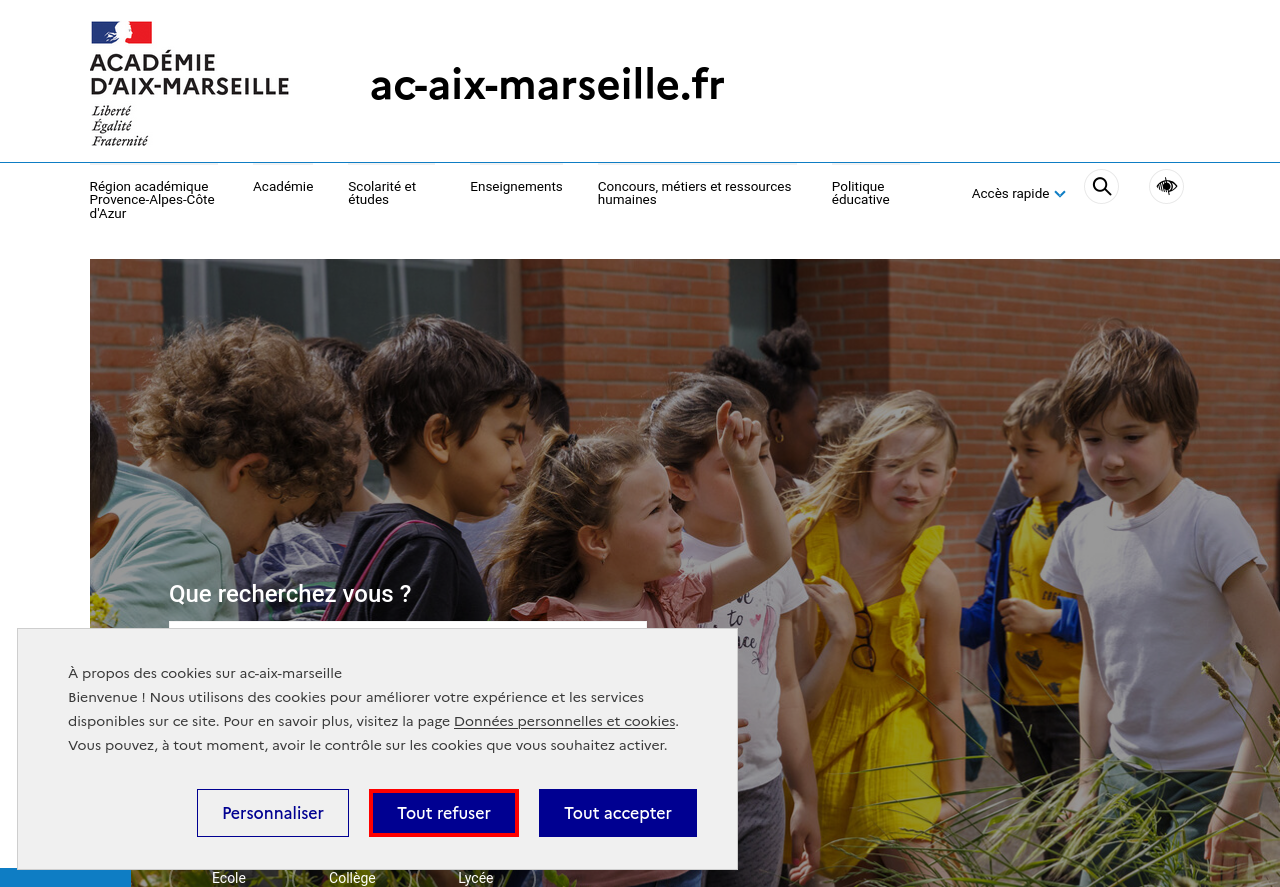 ACADÉMIE
D'AIX-MARSEILLE
Liberté
Égalité
Fraternité
ac-aix-marseille.fr
Région académique
Provence-Alpes-Côte
d'Azur
Académie
Scolarité et
études
Enseignements
Concours, métiers et ressources
humaines
Politique
éducative
Accès rapide
Que recherchez vous ?
À propos des cookies sur ac-aix-marseille
Bienvenue ! Nous utilisons des cookies pour améliorer votre expérience et les services
disponibles sur ce site. Pour en savoir plus, visitez la page Données personnelles et cookies.
Vous pouvez, à tout moment, avoir le contrôle sur les cookies que vous souhaitez activer.
Personnaliser
Tout refuser
Tout accepter
Ecole
Collège
Lycée